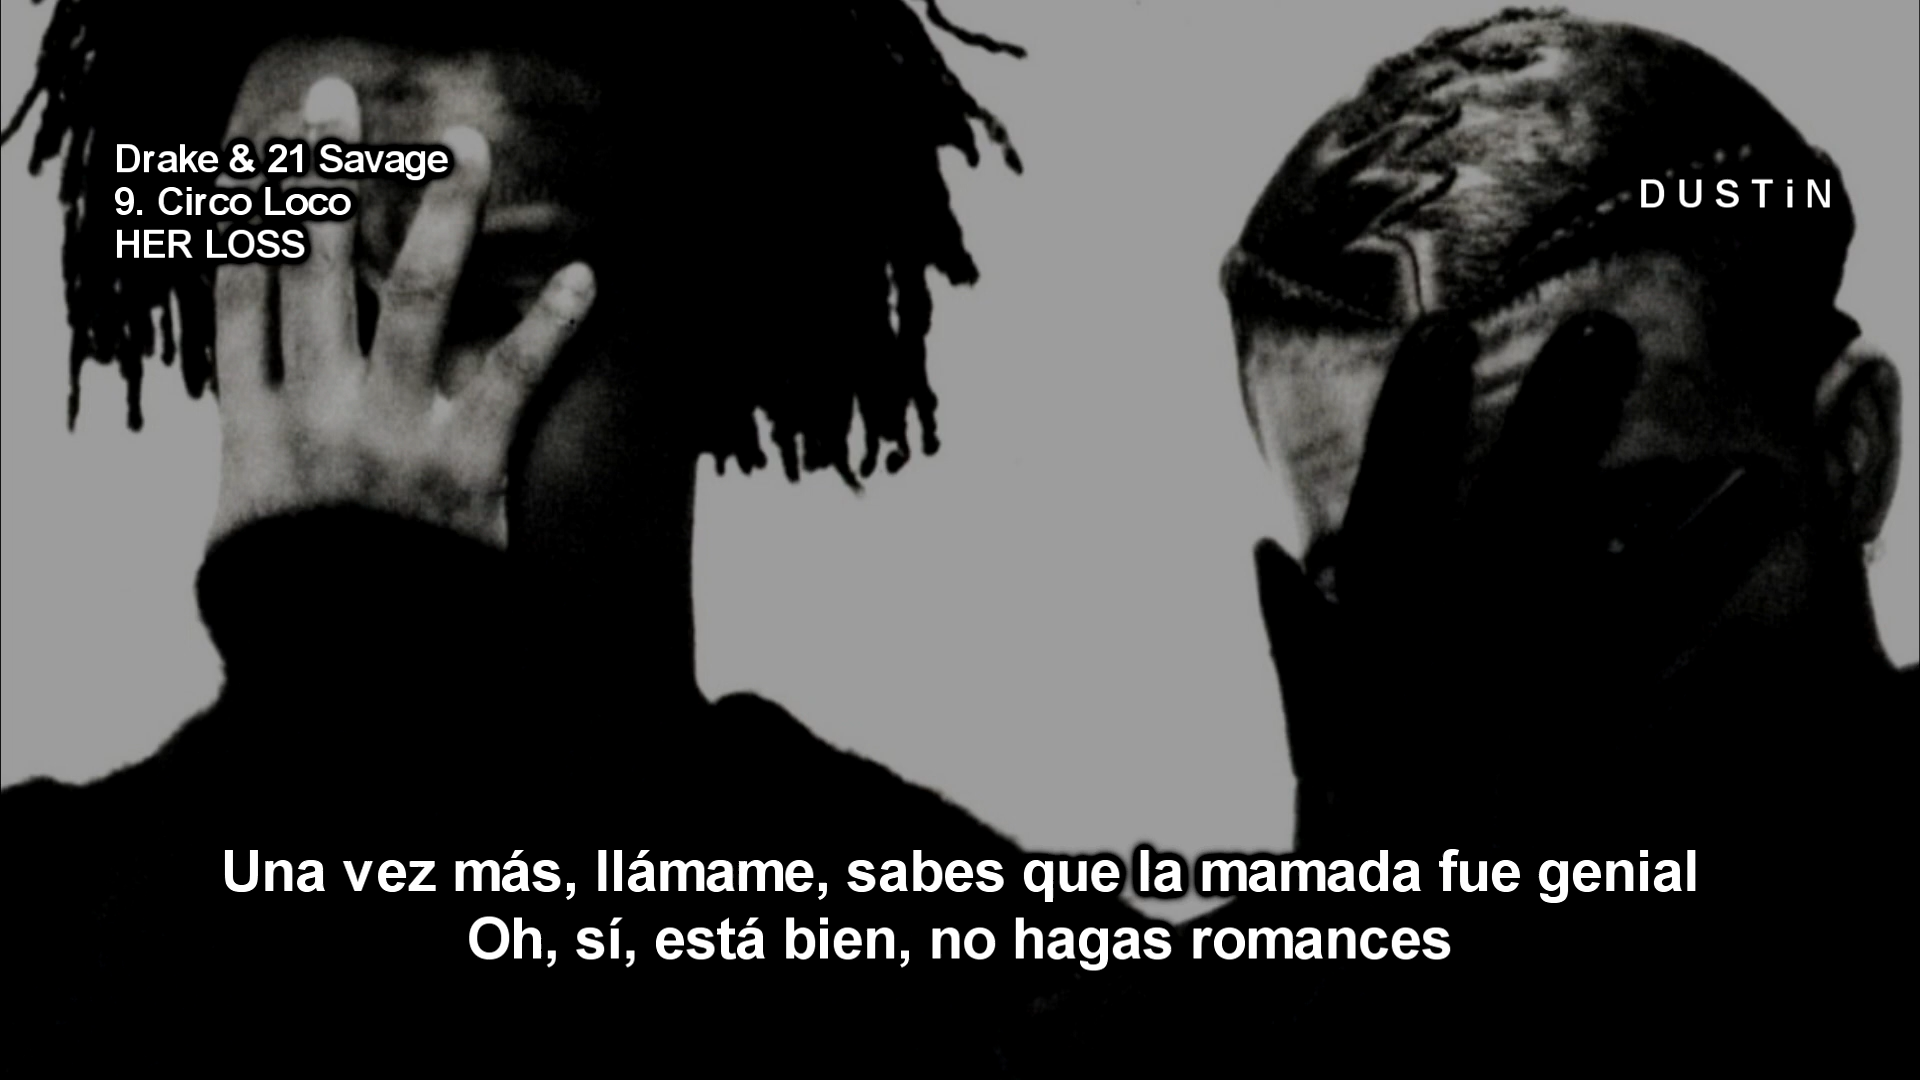 Drake & 21 Savage
9. Circo Loco
HER LOSS
DUSTiN
Una vez más, llámame, sabes que la mamada fue genial
Oh, sí, está bien, no hagas romances